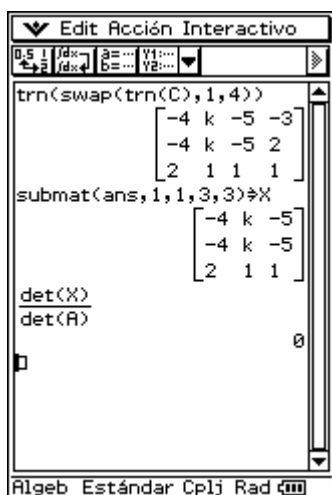 Edit Acción Interactivo
trn(swap(trn(C),1,4))
[-4 k -5 -3
-4 k -5 2
2 1 1 1]
submat(ans,1,1,3,3)⇒X
[-4 k -5
-4 k -5
2 1 1]
det(X)
det(A)
0
Algeb Estándar Cplj Rad